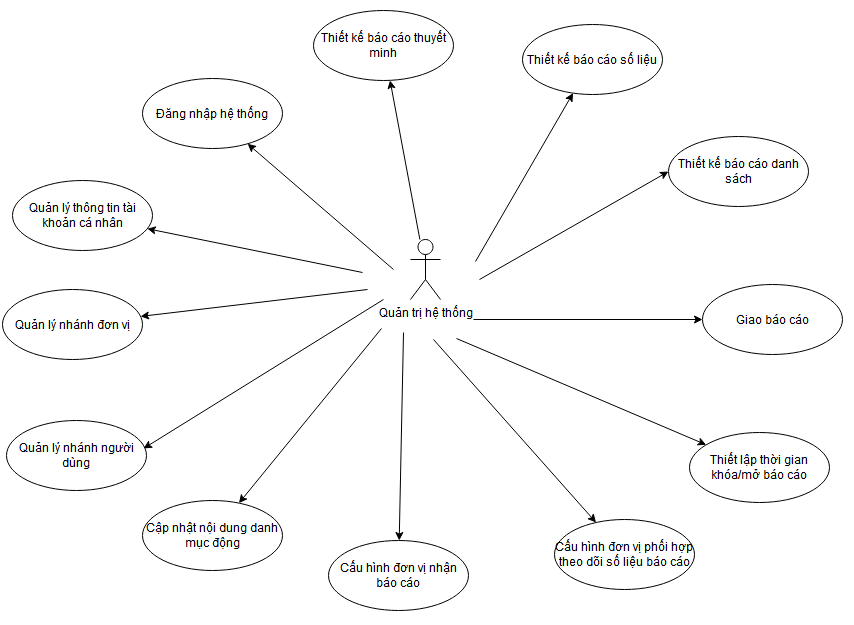 Thiết kế báo cáo thuyết
minh
Thiết kế báo cáo số liệu
Đăng nhập hệ thống
Thiết kế báo cáo danh
sách
Quản lý thông tin tài
khoản cá nhân
Quản trị hệ thống
Quản lý nhánh đơn vị
Giao báo cáo
Quản lý nhánh người
dùng
Thiết lập thời gian
khóa/mở báo cáo
Cập nhật nội dung danh
mục động
Cấu hình đơn vị phối hợp
theo dõi số liệu báo cáo
Cấu hình đơn vị nhận
báo cáo